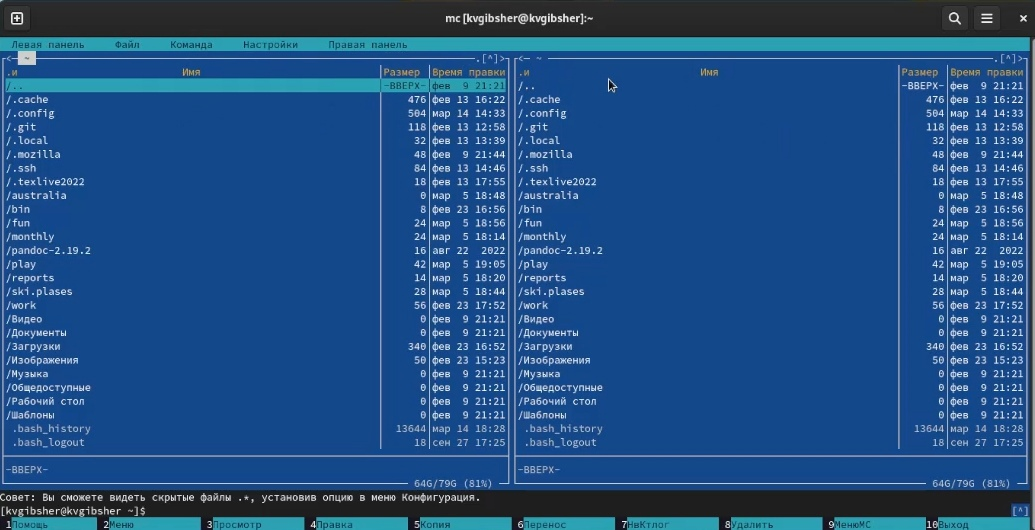 mc [kvgibsher@kvgibsher]:~
Левая панель Файл Команда Настройки Правая панель
<─ ~ .[^]> <─ ~ .[^]>
.и Имя Размер Время правки .и Имя Размер Время правки
/.. -ВВЕРХ- фев 9 21:21 /.. -ВВЕРХ- фев 9 21:21
/.cache 476 фев 13 16:22 /.cache 476 фев 13 16:22
/.config 504 мар 14 14:33 /.config 504 мар 14 14:33
/.git 118 фев 13 12:58 /.git 118 фев 13 12:58
/.local 32 фев 13 13:39 /.local 32 фев 13 13:39
/.mozilla 48 фев 9 21:44 /.mozilla 48 фев 9 21:44
/.ssh 84 фев 13 14:46 /.ssh 84 фев 13 14:46
/.texlive2022 18 фев 13 17:55 /.texlive2022 18 фев 13 17:55
/australia 0 мар 5 18:48 /australia 0 мар 5 18:48
/bin 8 фев 23 16:56 /bin 8 фев 23 16:56
/fun 24 мар 5 18:56 /fun 24 мар 5 18:56
/monthly 24 мар 5 18:14 /monthly 24 мар 5 18:14
/pandoc-2.19.2 16 авг 22 2022 /pandoc-2.19.2 16 авг 22 2022
/play 42 мар 5 19:05 /play 42 мар 5 19:05
/reports 14 мар 5 18:20 /reports 14 мар 5 18:20
/ski.plases 28 мар 5 18:44 /ski.plases 28 мар 5 18:44
/work 56 фев 23 17:52 /work 56 фев 23 17:52
/Видео 0 фев 9 21:21 /Видео 0 фев 9 21:21
/Документы 0 фев 9 21:21 /Документы 0 фев 9 21:21
/Загрузки 340 фев 23 16:52 /Загрузки 340 фев 23 16:52
/Изображения 50 фев 23 15:23 /Изображения 50 фев 23 15:23
/Музыка 0 фев 9 21:21 /Музыка 0 фев 9 21:21
/Общедоступные 0 фев 9 21:21 /Общедоступные 0 фев 9 21:21
/Рабочий стол 0 фев 9 21:21 /Рабочий стол 0 фев 9 21:21
/Шаблоны 0 фев 9 21:21 /Шаблоны 0 фев 9 21:21
.bash_history 13644 мар 14 18:28 .bash_history 13644 мар 14 18:28
.bash_logout 18 сен 27 17:25 .bash_logout 18 сен 27 17:25
-ВВЕРХ- -ВВЕРХ-
64G/79G (81%) 64G/79G (81%)
Совет: Вы сможете видеть скрытые файлы .*, установив опцию в меню Конфигурация.
[kvgibsher@kvgibsher ~]$ [^]
1Помощь 2Меню 3Просмотр 4Правка 5Копия 6Перенос 7НвКтлог 8Удалить 9МенюМС 10Выход